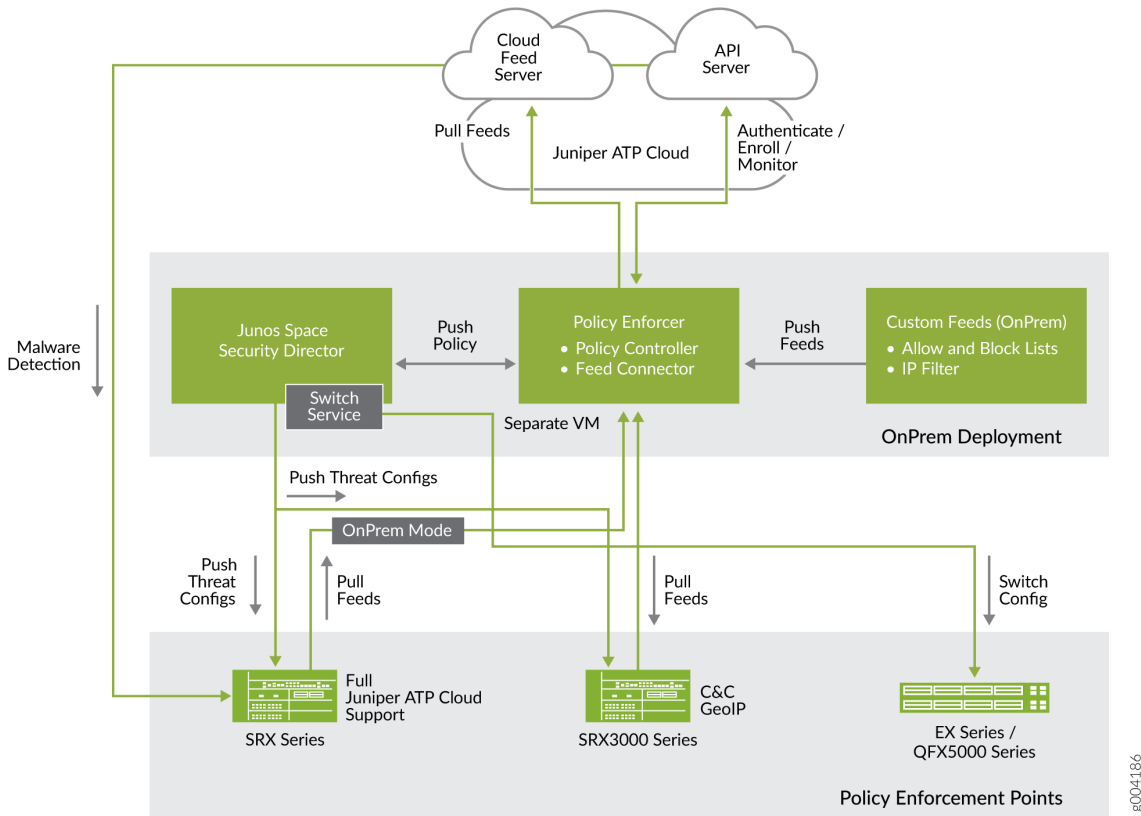 Cloud
Feed
Server
API
Server
Pull Feeds
Authenticate /
Enroll /
Monitor
Juniper ATP Cloud
Malware
Detection
Junos Space
Security Director
Switch
Service
Push
Policy
Policy Enforcer
• Policy Controller
• Feed Connector
Separate VM
Push
Feeds
Custom Feeds (OnPrem)
• Allow and Block Lists
• IP Filter
OnPrem Deployment
Push Threat Configs
OnPrem Mode
Push
Threat
Configs
Pull
Feeds
Pull
Feeds
Switch
Config
Full
Juniper ATP Cloud
Support
SRX Series
C&C
GeoIP
SRX3000 Series
EX Series /
QFX5000 Series
Policy Enforcement Points
g004186